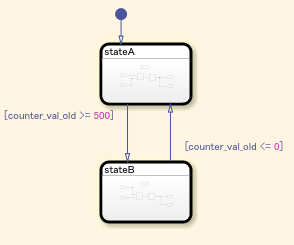 stateA
[counter_val_old >= 500]
[counter_val_old <= 0]
stateB